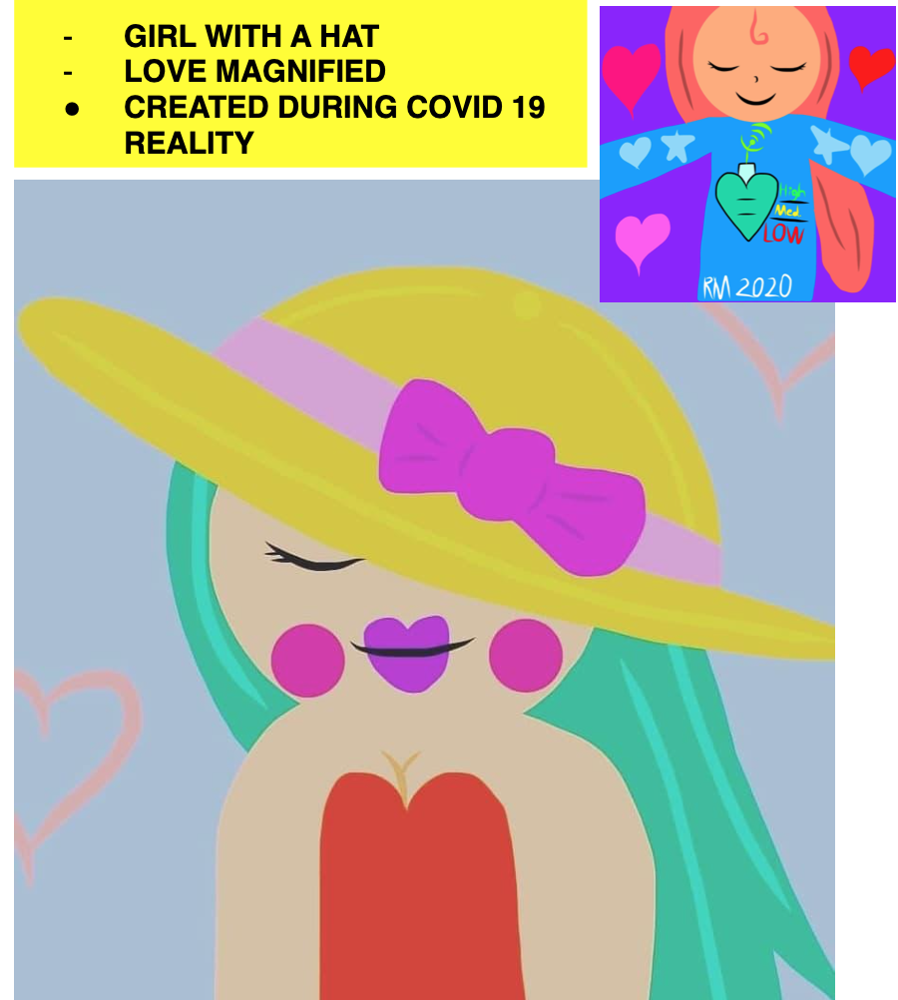 - GIRL WITH A HAT
- LOVE MAGNIFIED
● CREATED DURING COVID 19
REALITY
High
Med.
LOW
RM 2020